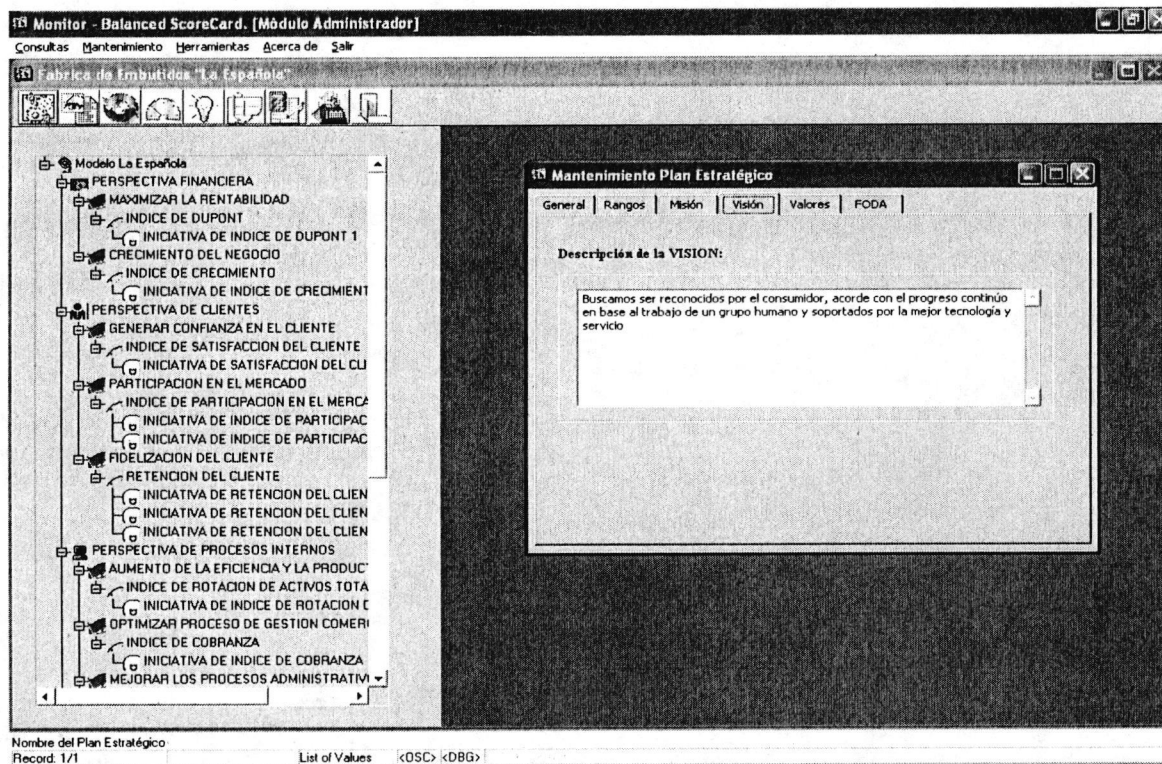 Monitor - Balanced ScoreCard. [Módulo Administrador]
Consultas Mantenimiento Herramientas Acerca de Salir
Fabrica de Embutidos "La Española"
Modelo La Española
PERSPECTIVA FINANCIERA
MAXIMIZAR LA RENTABILIDAD
INDICE DE DUPONT
INICIATIVA DE INDICE DE DUPONT 1
CRECIMIENTO DEL NEGOCIO
INDICE DE CRECIMIENTO
INICIATIVA DE INDICE DE CRECIMIENT
PERSPECTIVA DE CLIENTES
GENERAR CONFIANZA EN EL CLIENTE
INDICE DE SATISFACCION DEL CLIENTE
INICIATIVA DE SATISFACCION DEL CLI
PARTICIPACION EN EL MERCADO
INDICE DE PARTICIPACION EN EL MERCA
INICIATIVA DE INDICE DE PARTICIPAC
INICIATIVA DE INDICE DE PARTICIPAC
FIDELIZACION DEL CLIENTE
RETENCION DEL CLIENTE
INICIATIVA DE RETENCION DEL CLIEN
INICIATIVA DE RETENCION DEL CLIEN
INICIATIVA DE RETENCION DEL CLIEN
PERSPECTIVA DE PROCESOS INTERNOS
AUMENTO DE LA EFICIENCIA Y LA PRODUCT
INDICE DE ROTACION DE ACTIVOS TOTA
INICIATIVA DE INDICE DE ROTACION D
OPTIMIZAR PROCESO DE GESTION COMERI
INDICE DE COBRANZA
INICIATIVA DE INDICE DE COBRANZA
MEJORAR LOS PROCESOS ADMINISTRATIVI
Mantenimiento Plan Estratégico
General Rangos Misión Visión Valores FODA
Descripción de la VISION:
Buscamos ser reconocidos por el consumidor, acorde con el progreso continúo
en base al trabajo de un grupo humano y soportados por la mejor tecnología y
servicio
Nombre del Plan Estratégico
Record: 1/1 List of Values <OSC> <DBG>